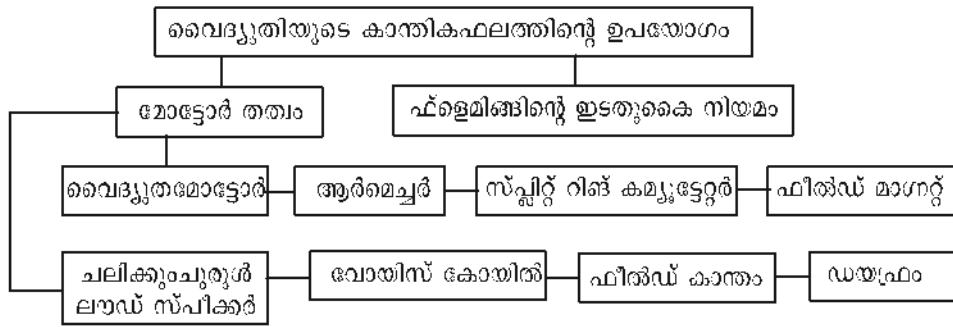 വൈദ്യുതിയുടെ കാന്തികഫലത്തിന്റെ ഉപയോഗം
മോട്ടോർ തത്വം
ഫ്ളെമിങ്ങിന്റെ ഇടതുകൈ നിയമം
വൈദ്യുതമോട്ടോർ
ആർമെച്ചർ
സ്പ്ലിറ്റ് റിങ് കമ്യൂട്ടേറ്റർ
ഫീൽഡ് മാഗ്നറ്റ്
ചലിക്കുംചുരുൾ
ലൗഡ് സ്പീക്കർ
വോയിസ് കോയിൽ
ഫീൽഡ് കാന്തം
ഡയഫ്രം